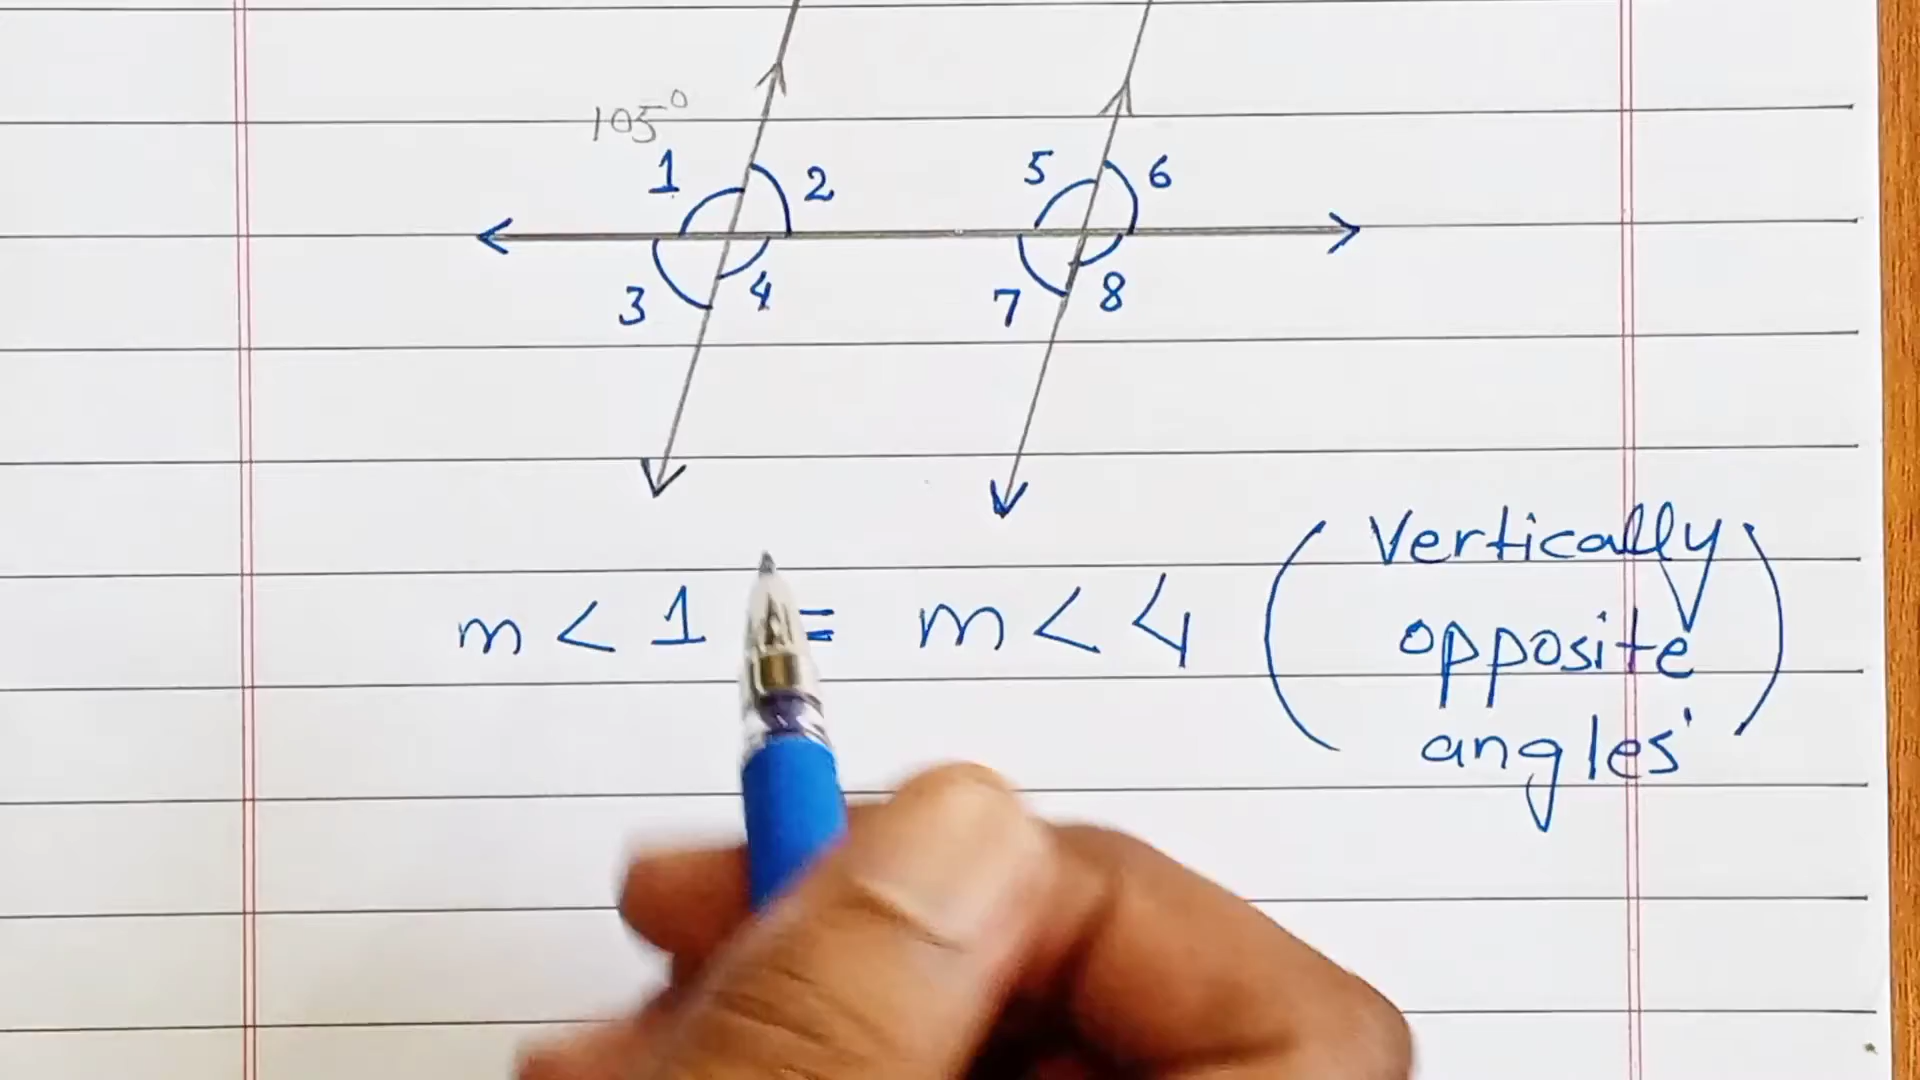 105°
1 2 5 6
3 4 7 8
m < 1 = m < 4 (Vertically
opposite
angles)